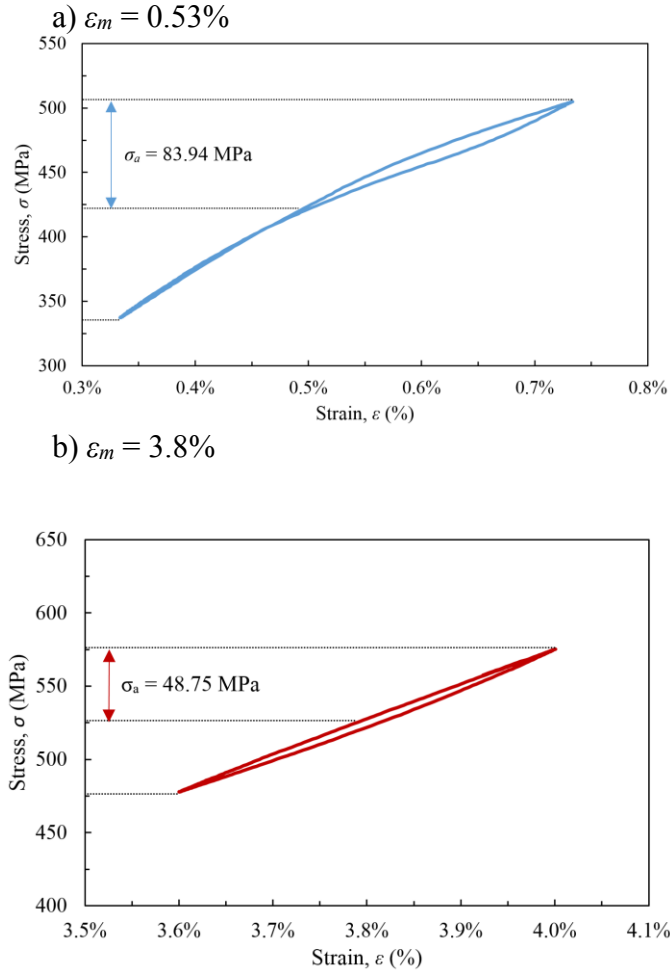 a) εm = 0.53%
550
500
450
400
350
300
Stress, σ (MPa)
σa = 83.94 MPa
0.3% 0.4% 0.5% 0.6% 0.7% 0.8%
Strain, ε (%)
b) εm = 3.8%
650
600
550
500
450
400
Stress, σ (MPa)
σa = 48.75 MPa
3.5% 3.6% 3.7% 3.8% 3.9% 4.0% 4.1%
Strain, ε (%)